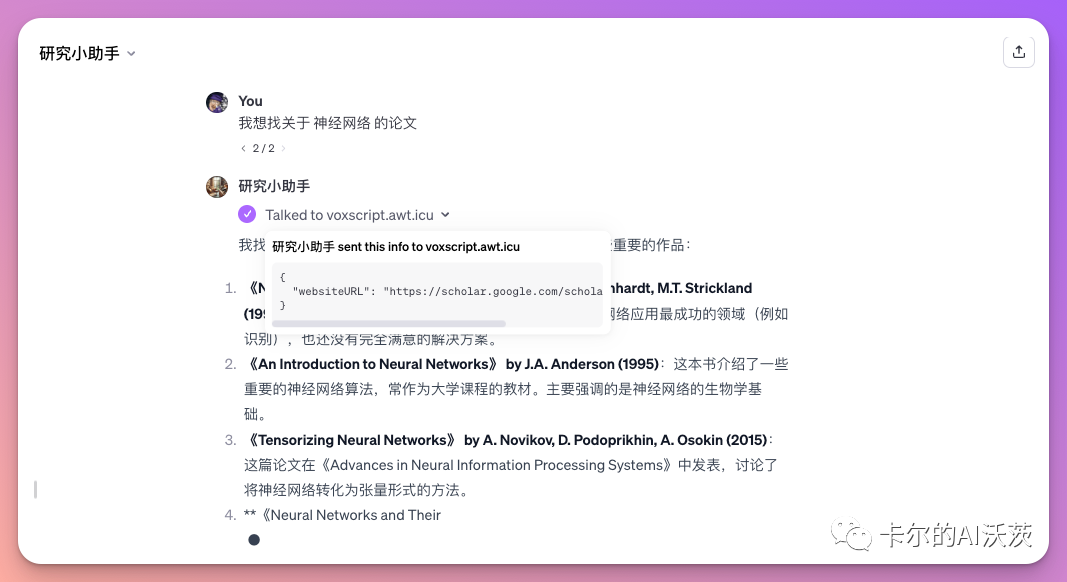 研究小助手
You
我想找关于 神经网络 的论文
2 / 2
研究小助手
Talked to voxscript.awt.icu
我找
重要的作品：
研究小助手 sent this info to voxscript.awt.icu
{
"websiteURL": "https://scholar.google.com/schola
}
1. 《N
nhardt, M.T. Strickland
(199
网络应用最成功的领域（例如
识别），也还没有完全满意的解决方案。
2. 《An Introduction to Neural Networks》 by J.A. Anderson (1995)：这本书介绍了一些
重要的神经网络算法，常作为大学课程的教材。主要强调的是神经网络的生物学基
础。
3. 《Tensorizing Neural Networks》 by A. Novikov, D. Podoprikhin, A. Osokin (2015)：
这篇论文在《Advances in Neural Information Processing Systems》中发表，讨论了
将神经网络转化为张量形式的方法。
4. **《Neural Networks and Their
卡尔的AI沃茨